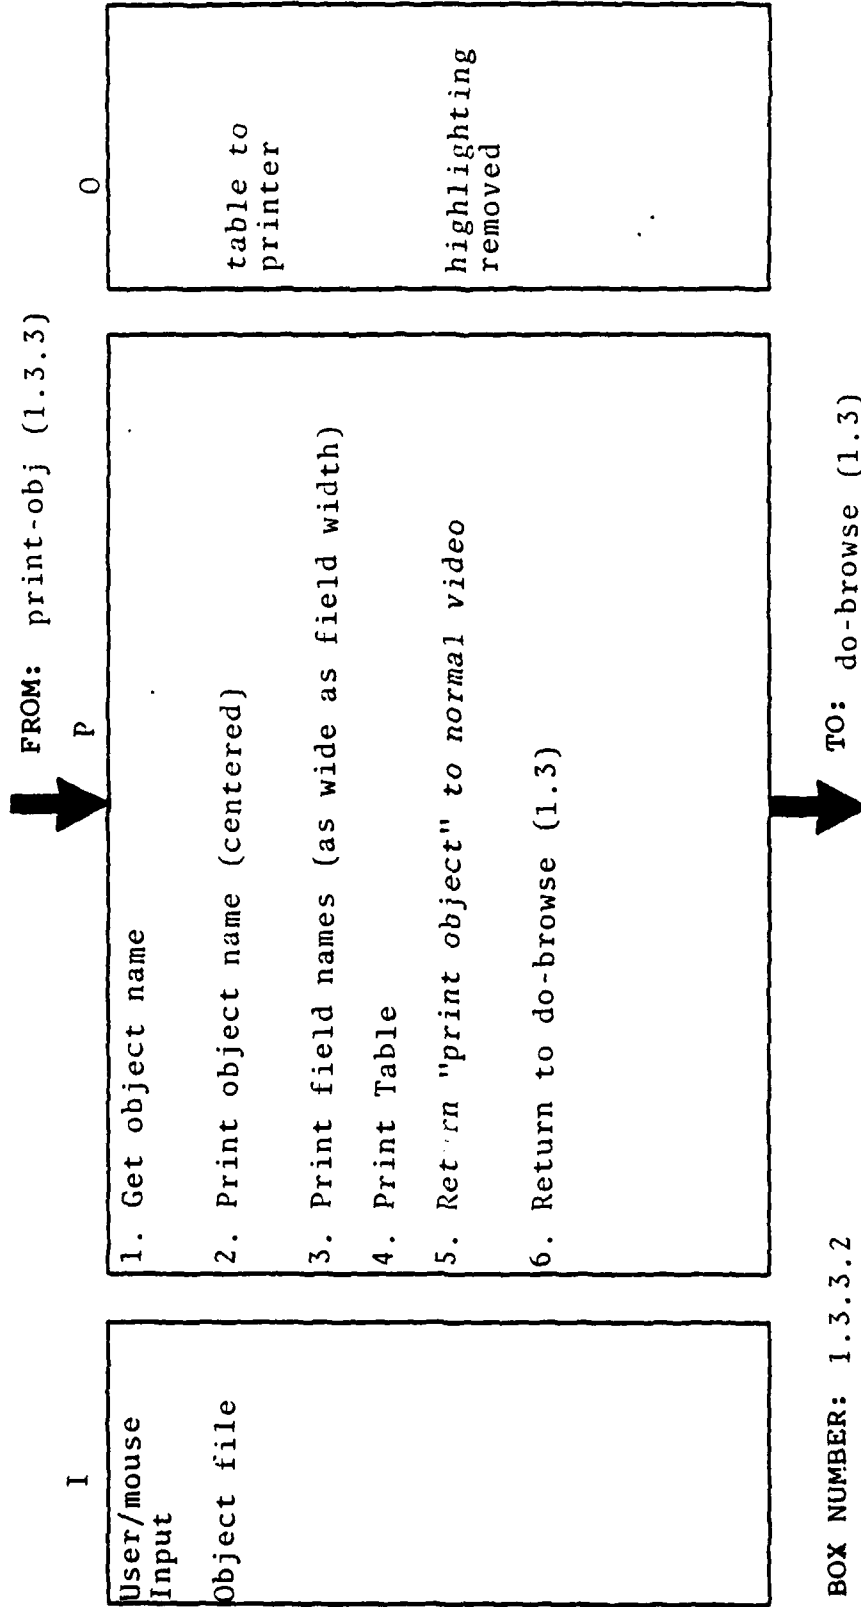 FROM: print-obj (1.3.3)
I
P
O
User/mouse
Input
Object file
1. Get object name
2. Print object name (centered)
3. Print field names (as wide as field width)
4. Print Table
5. "print object" to normal video
6. Return to do-browse (1.3)
table to
printer
highlighting
removed
BOX NUMBER: 1.3.3.2
TO: do-browse (1.3)